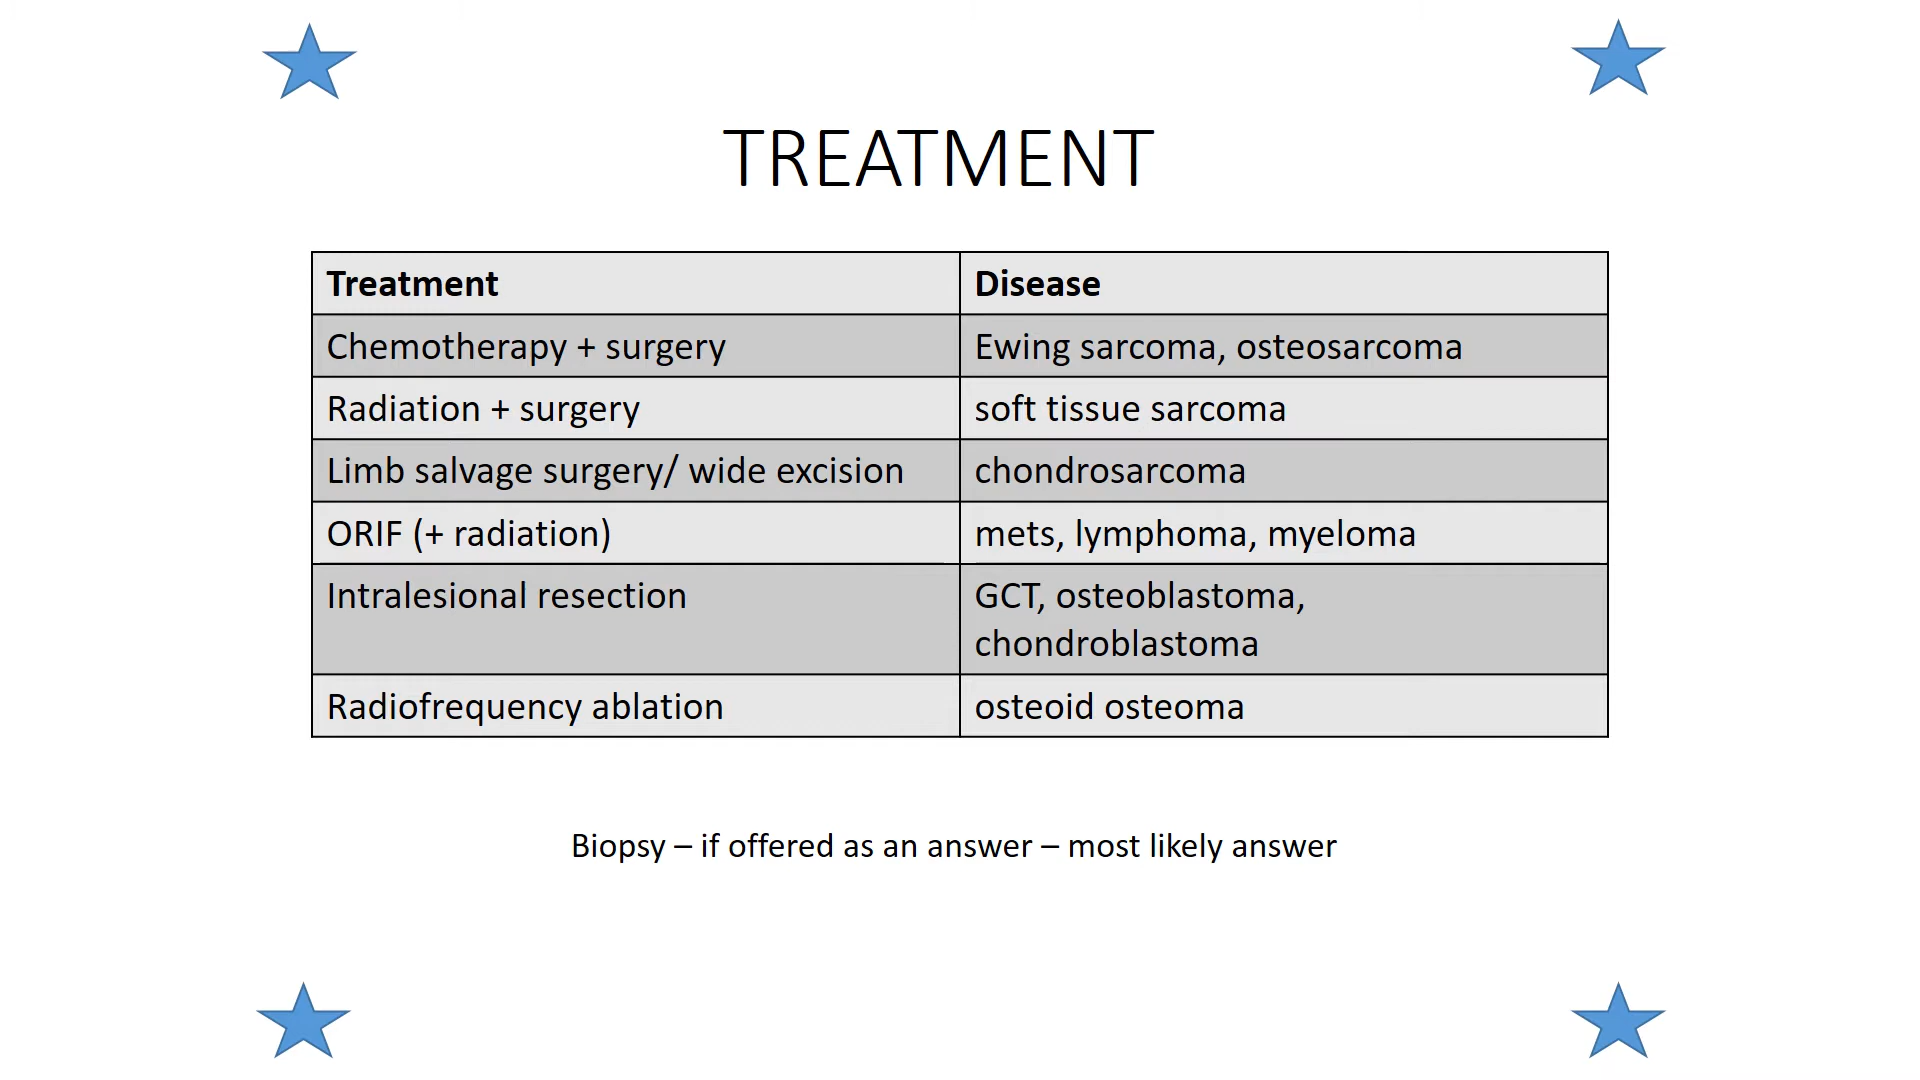 TREATMENT
Treatment Disease
Chemotherapy + surgery Ewing sarcoma, osteosarcoma
Radiation + surgery soft tissue sarcoma
Limb salvage surgery/ wide excision chondrosarcoma
ORIF (+ radiation) mets, lymphoma, myeloma
Intralesional resection GCT, osteoblastoma,
chondroblastoma
Radiofrequency ablation osteoid osteoma
Biopsy – if offered as an answer – most likely answer